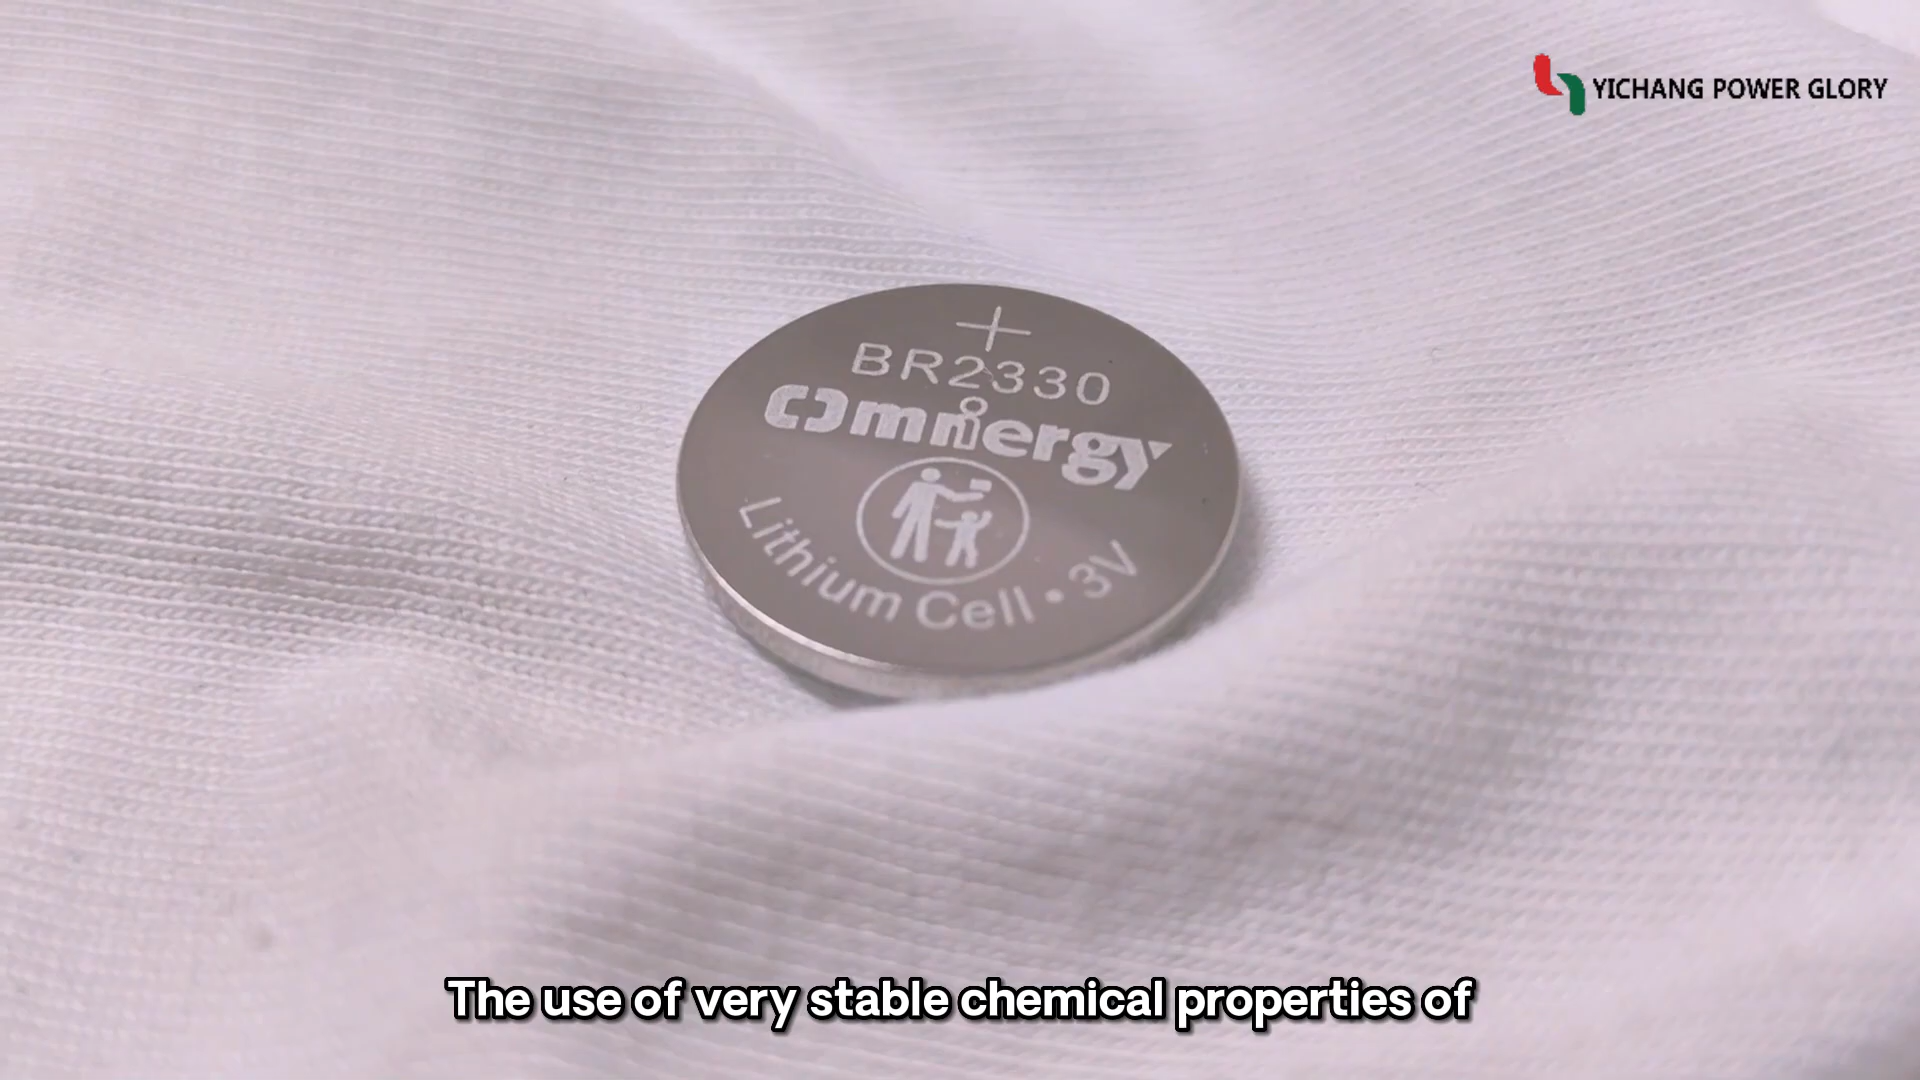 YICHANG POWER GLORY
+
BR2330
Omnergy
Lithium Cell • 3V
The use of very stable chemical properties of